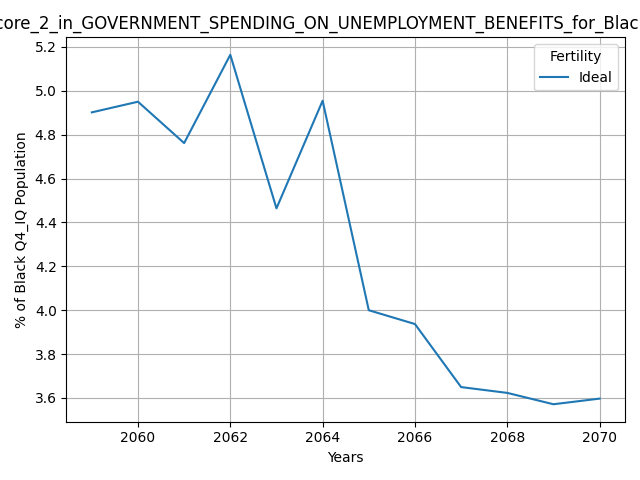 core_2_in_GOVERNMENT_SPENDING_ON_UNEMPLOYMENT_BENEFITS_for_Blac
Fertility
Ideal
% of Black Q4_IQ Population
5.2
5.0
4.8
4.6
4.4
4.2
4.0
3.8
3.6
2060 2062 2064 2066 2068 2070
Years